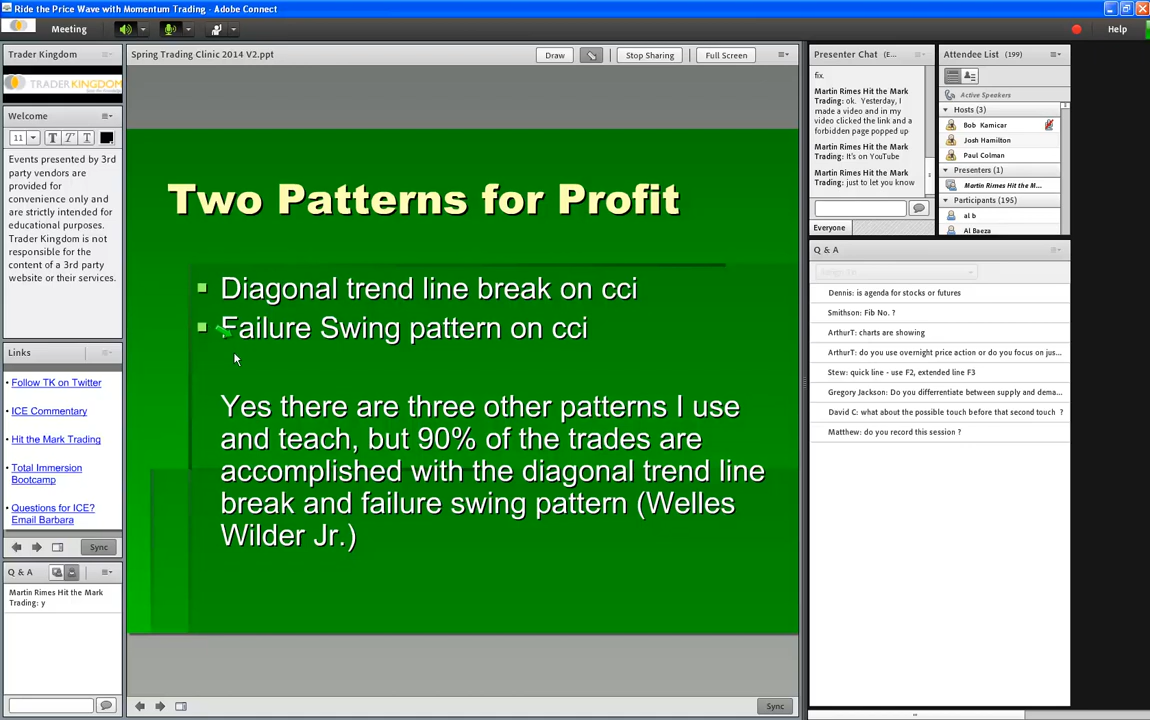 Ride the Price Wave with Momentum Trading - Adobe Connect
Meeting
Help
Trader Kingdom
TRADERKINGDOM
Welcome
11
T
T
T
Events presented by 3rd
party vendors are
provided for
convenience only and
are strictly intended for
educational purposes.
Trader Kingdom is not
responsible for the
content of a 3rd party
website or their services.
Links
• Follow TK on Twitter
• ICE Commentary
• Hit the Mark Trading
• Total Immersion
Bootcamp
• Questions for ICE?
Email Barbara
Sync
Q & A
Martin Rimes Hit the Mark
Trading: y
Spring Trading Clinic 2014 V2.ppt
Draw
Stop Sharing
Full Screen
Two Patterns for Profit
Diagonal trend line break on cci
Failure Swing pattern on cci
Yes there are three other patterns I use
and teach, but 90% of the trades are
accomplished with the diagonal trend line
break and failure swing pattern (Welles
Wilder Jr.)
Sync
Presenter Chat (E...
fix.
Martin Rimes Hit the Mark
Trading: ok. Yesterday, I
made a video and in my
video clicked the link and a
forbidden page popped up
Martin Rimes Hit the Mark
Trading: It's on YouTube
Martin Rimes Hit the Mark
Trading: just to let you know
Everyone
Attendee List (199)
Active Speakers
Hosts (3)
Bob Kamicar
Josh Hamilton
Paul Colman
Presenters (1)
Martin Rimes Hit the M...
Participants (195)
al b
Al Baeza
Q & A
Dennis: is agenda for stocks or futures
Smithson: Fib No. ?
ArthurT: charts are showing
ArthurT: do you use overnight price action or do you focus on jus...
Stew: quick line - use F2, extended line F3
Gregory Jackson: Do you differentiate between supply and dema...
David C: what about the possible touch before that second touch ?
Matthew: do you record this session ?